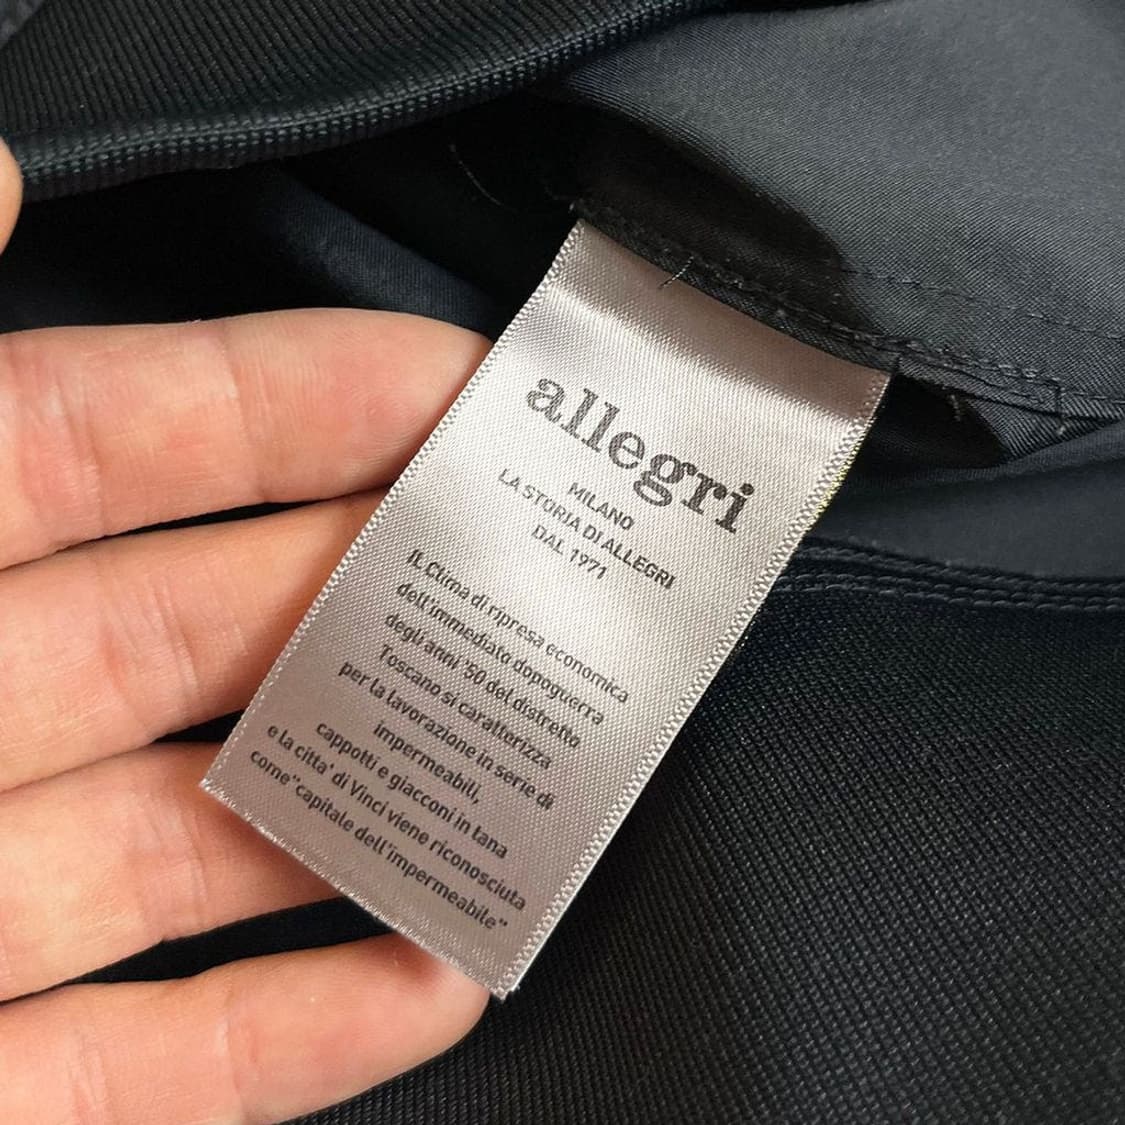 allegri
MILANO
LA STORIA DI ALLEGRI
DAL 1971
IL Clima di ripresa economica
dell'immediato dopoguerra
degli anni '50 del distretto
Toscano si caratterizza
per la lavorazione in serie di
impermeabili,
cappotti e giacconi in lana
e la citta' di Vinci viene riconosciuta
come "capitale dell'impermeabile"